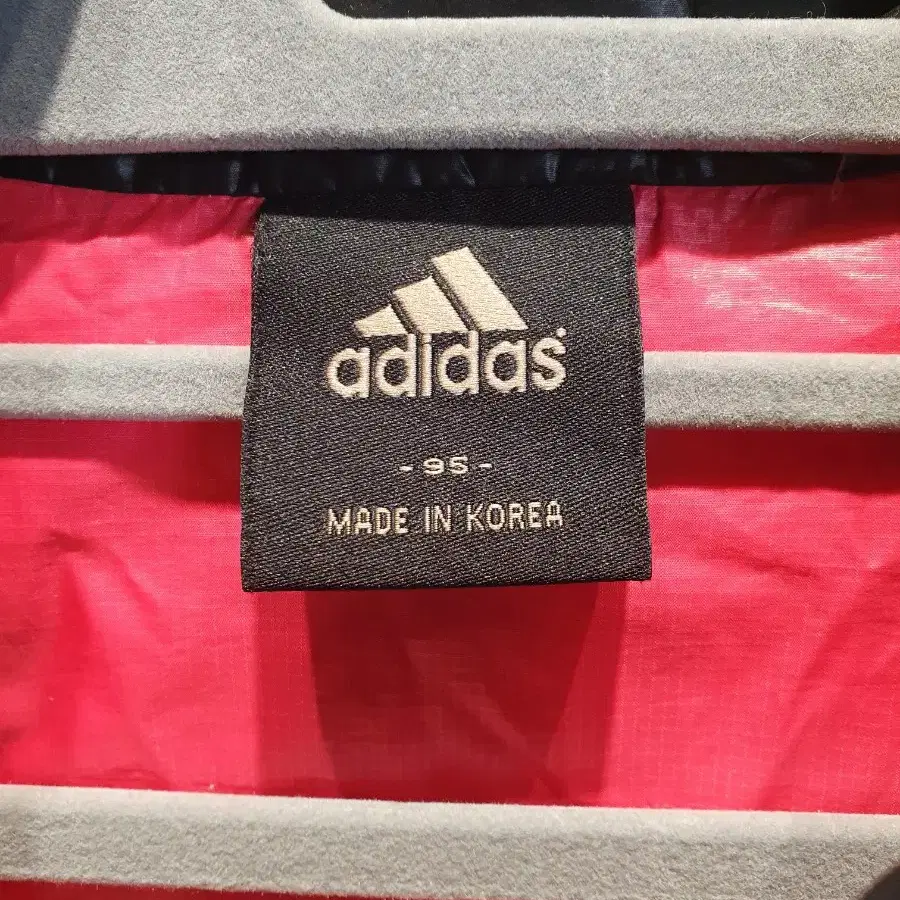 adidas
- 95 -
MADE IN KOREA